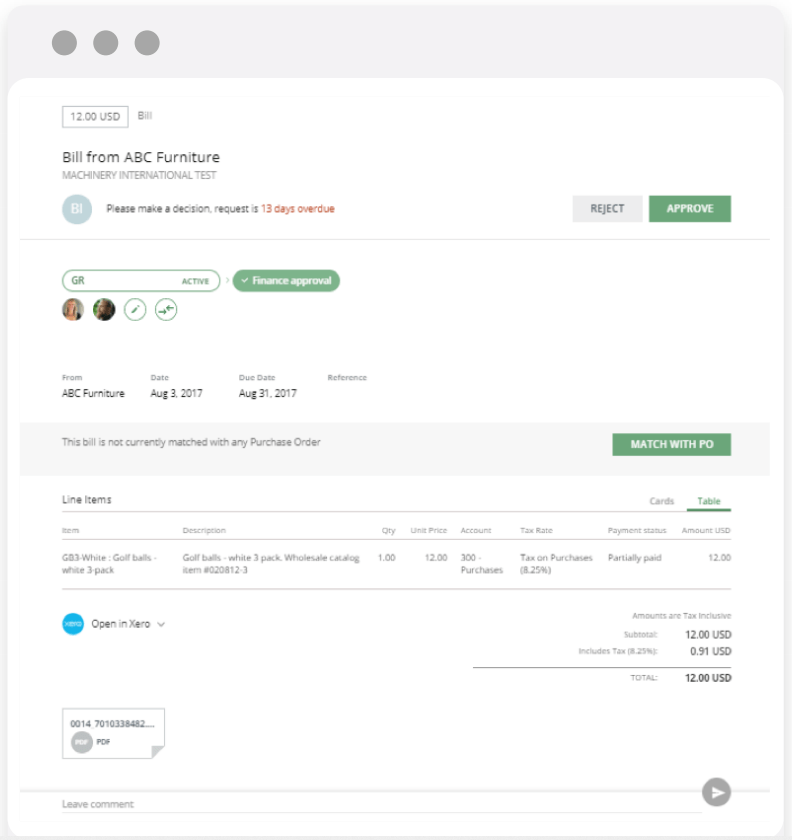 12.00 USD Bill
Bill from ABC Furniture
MACHINERY INTERNATIONAL TEST
BI Please make a decision, request is 13 days overdue REJECT APPROVE
GR ACTIVE › ✓ Finance approval
From Date Due Date Reference
ABC Furniture Aug 3, 2017 Aug 31, 2017
This bill is not currently matched with any Purchase Order MATCH WITH PO
Line Items Cards Table
Item Description Qty Unit Price Account Tax Rate Payment status Amount USD
GB3-White : Golf balls - Golf balls - white 3 pack. Wholesale catalog 1.00 12.00 300 - Tax on Purchases Partially paid 12.00
white 3-pack item #020812-3 Purchases (8.25%)
Amounts are Tax Inclusive
xero Open in Xero
Subtotal: 12.00 USD
Includes Tax (8.25%): 0.91 USD
TOTAL: 12.00 USD
0014_7010338482....
PDF PDF
Leave comment